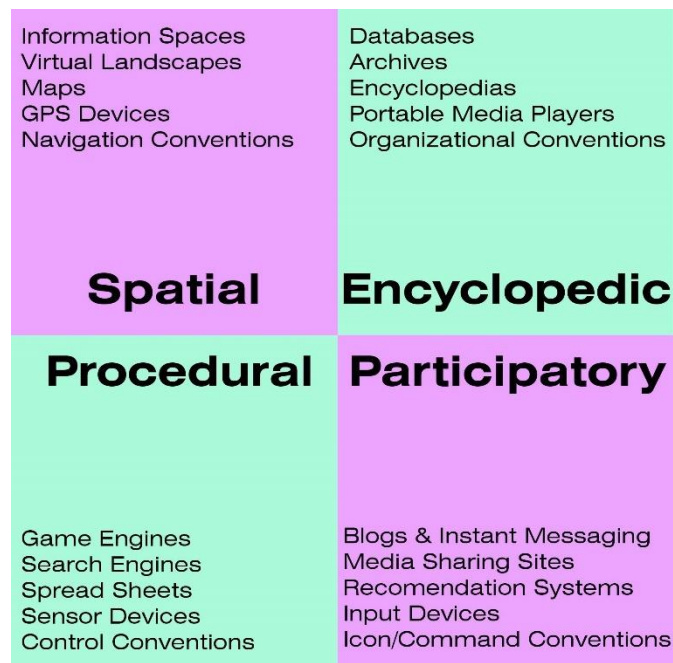 Information Spaces
Virtual Landscapes
Maps
GPS Devices
Navigation Conventions
Spatial
Databases
Archives
Encyclopedias
Portable Media Players
Organizational Conventions
Encyclopedic
Procedural
Game Engines
Search Engines
Spread Sheets
Sensor Devices
Control Conventions
Participatory
Blogs & Instant Messaging
Media Sharing Sites
Recomendation Systems
Input Devices
Icon/Command Conventions